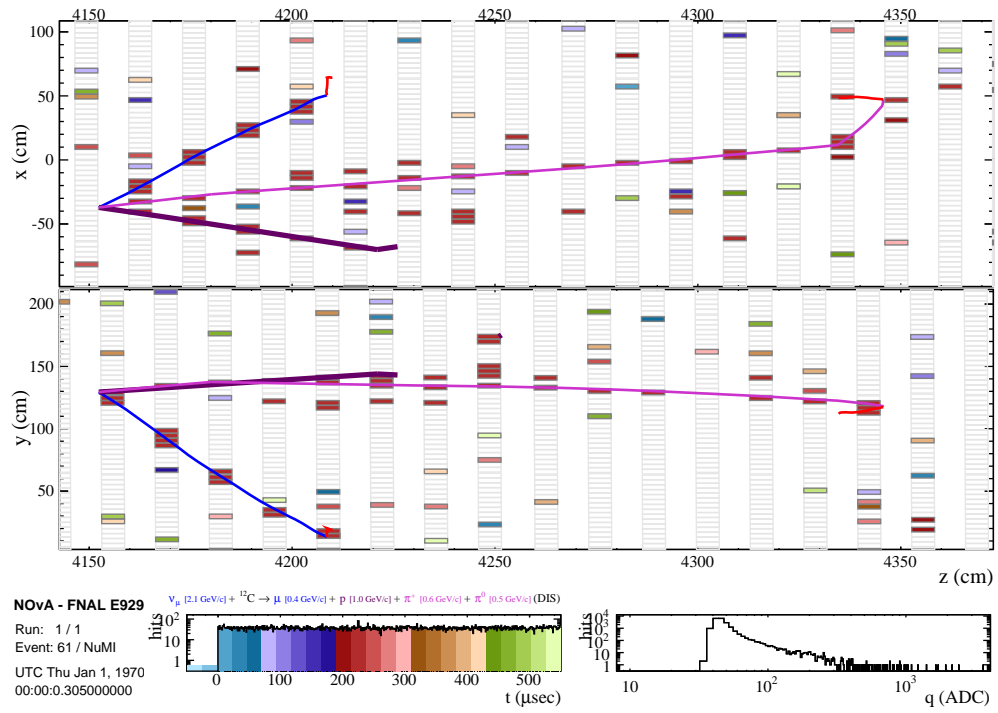 4150 4200 4250 4300 4350
100
50
0
−50
x (cm)
200
150
100
50
y (cm)
4150 4200 4250 4300 4350
z (cm)
NOvA - FNAL E929
Run: 1 / 1
Event: 61 / NuMI
UTC Thu Jan 1, 1970
00:00:0.305000000
νμ [2.1 GeV/c] + ¹²C → μ [0.4 GeV/c] + p [1.0 GeV/c] + π⁺ [0.6 GeV/c] + π⁰ [0.5 GeV/c] (DIS)
hits
10²
10
1
0 100 200 300 400 500
t (μsec)
hits
10⁵
10⁴
10³
10²
10
1
10 10² 10³
q (ADC)